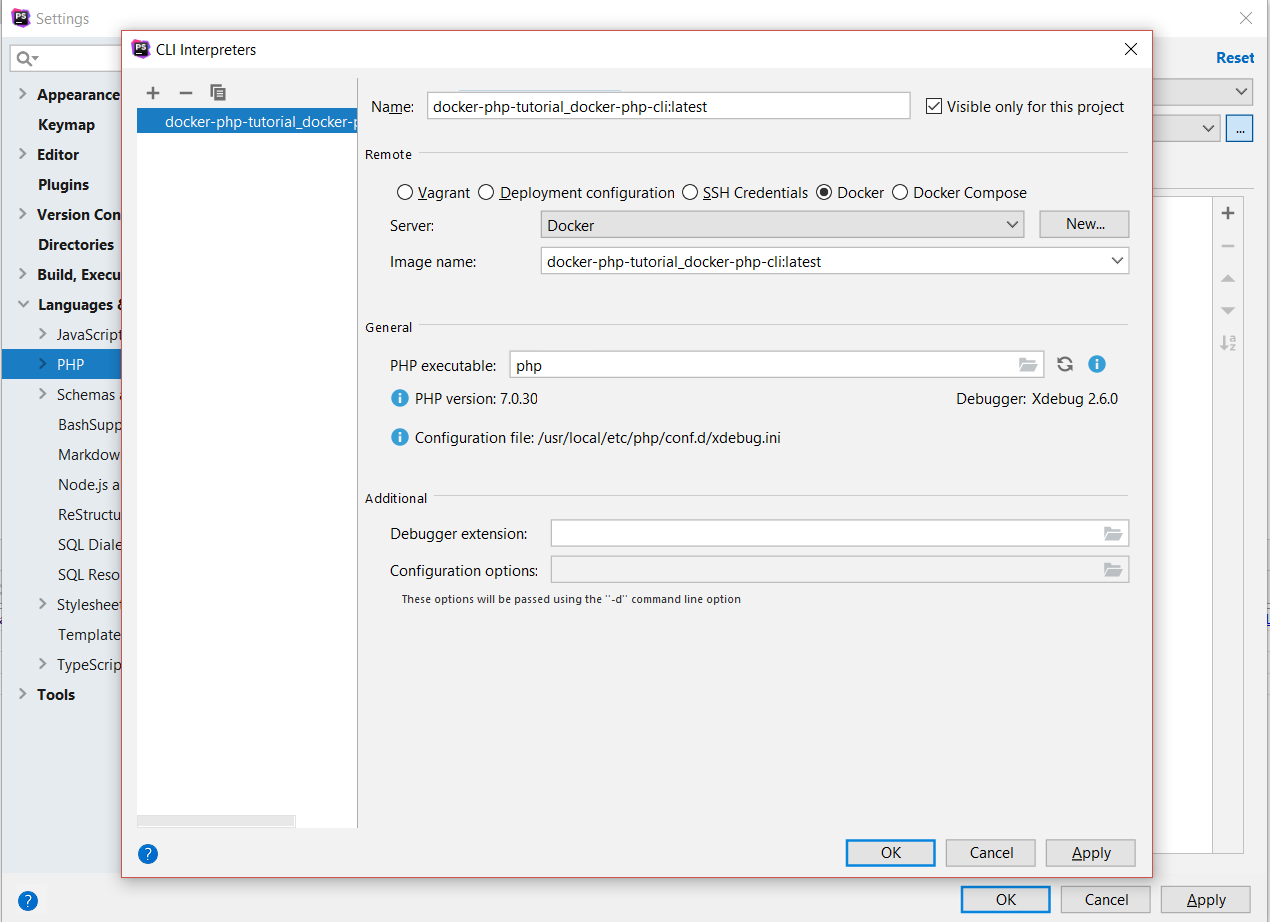 PS Settings
Reset
Appearance
Keymap
Editor
Plugins
Version Con
Directories
Build, Execu
Languages &
JavaScript
PHP
Schemas
BashSupp
Markdow
Node.js a
ReStructu
SQL Diale
SQL Reso
Stylesheet
Template
TypeScrip
Tools
PS CLI Interpreters
docker-php-tutorial_docker-p
Name: docker-php-tutorial_docker-php-cli:latest Visible only for this project
...
Remote
Vagrant Deployment configuration SSH Credentials Docker Docker Compose
Server: Docker New...
Image name: docker-php-tutorial_docker-php-cli:latest
General
PHP executable: php
PHP version: 7.0.30 Debugger: Xdebug 2.6.0
Configuration file: /usr/local/etc/php/conf.d/xdebug.ini
Additional
Debugger extension:
Configuration options:
These options will be passed using the ''-d'' command line option
? OK Cancel Apply
? OK Cancel Apply